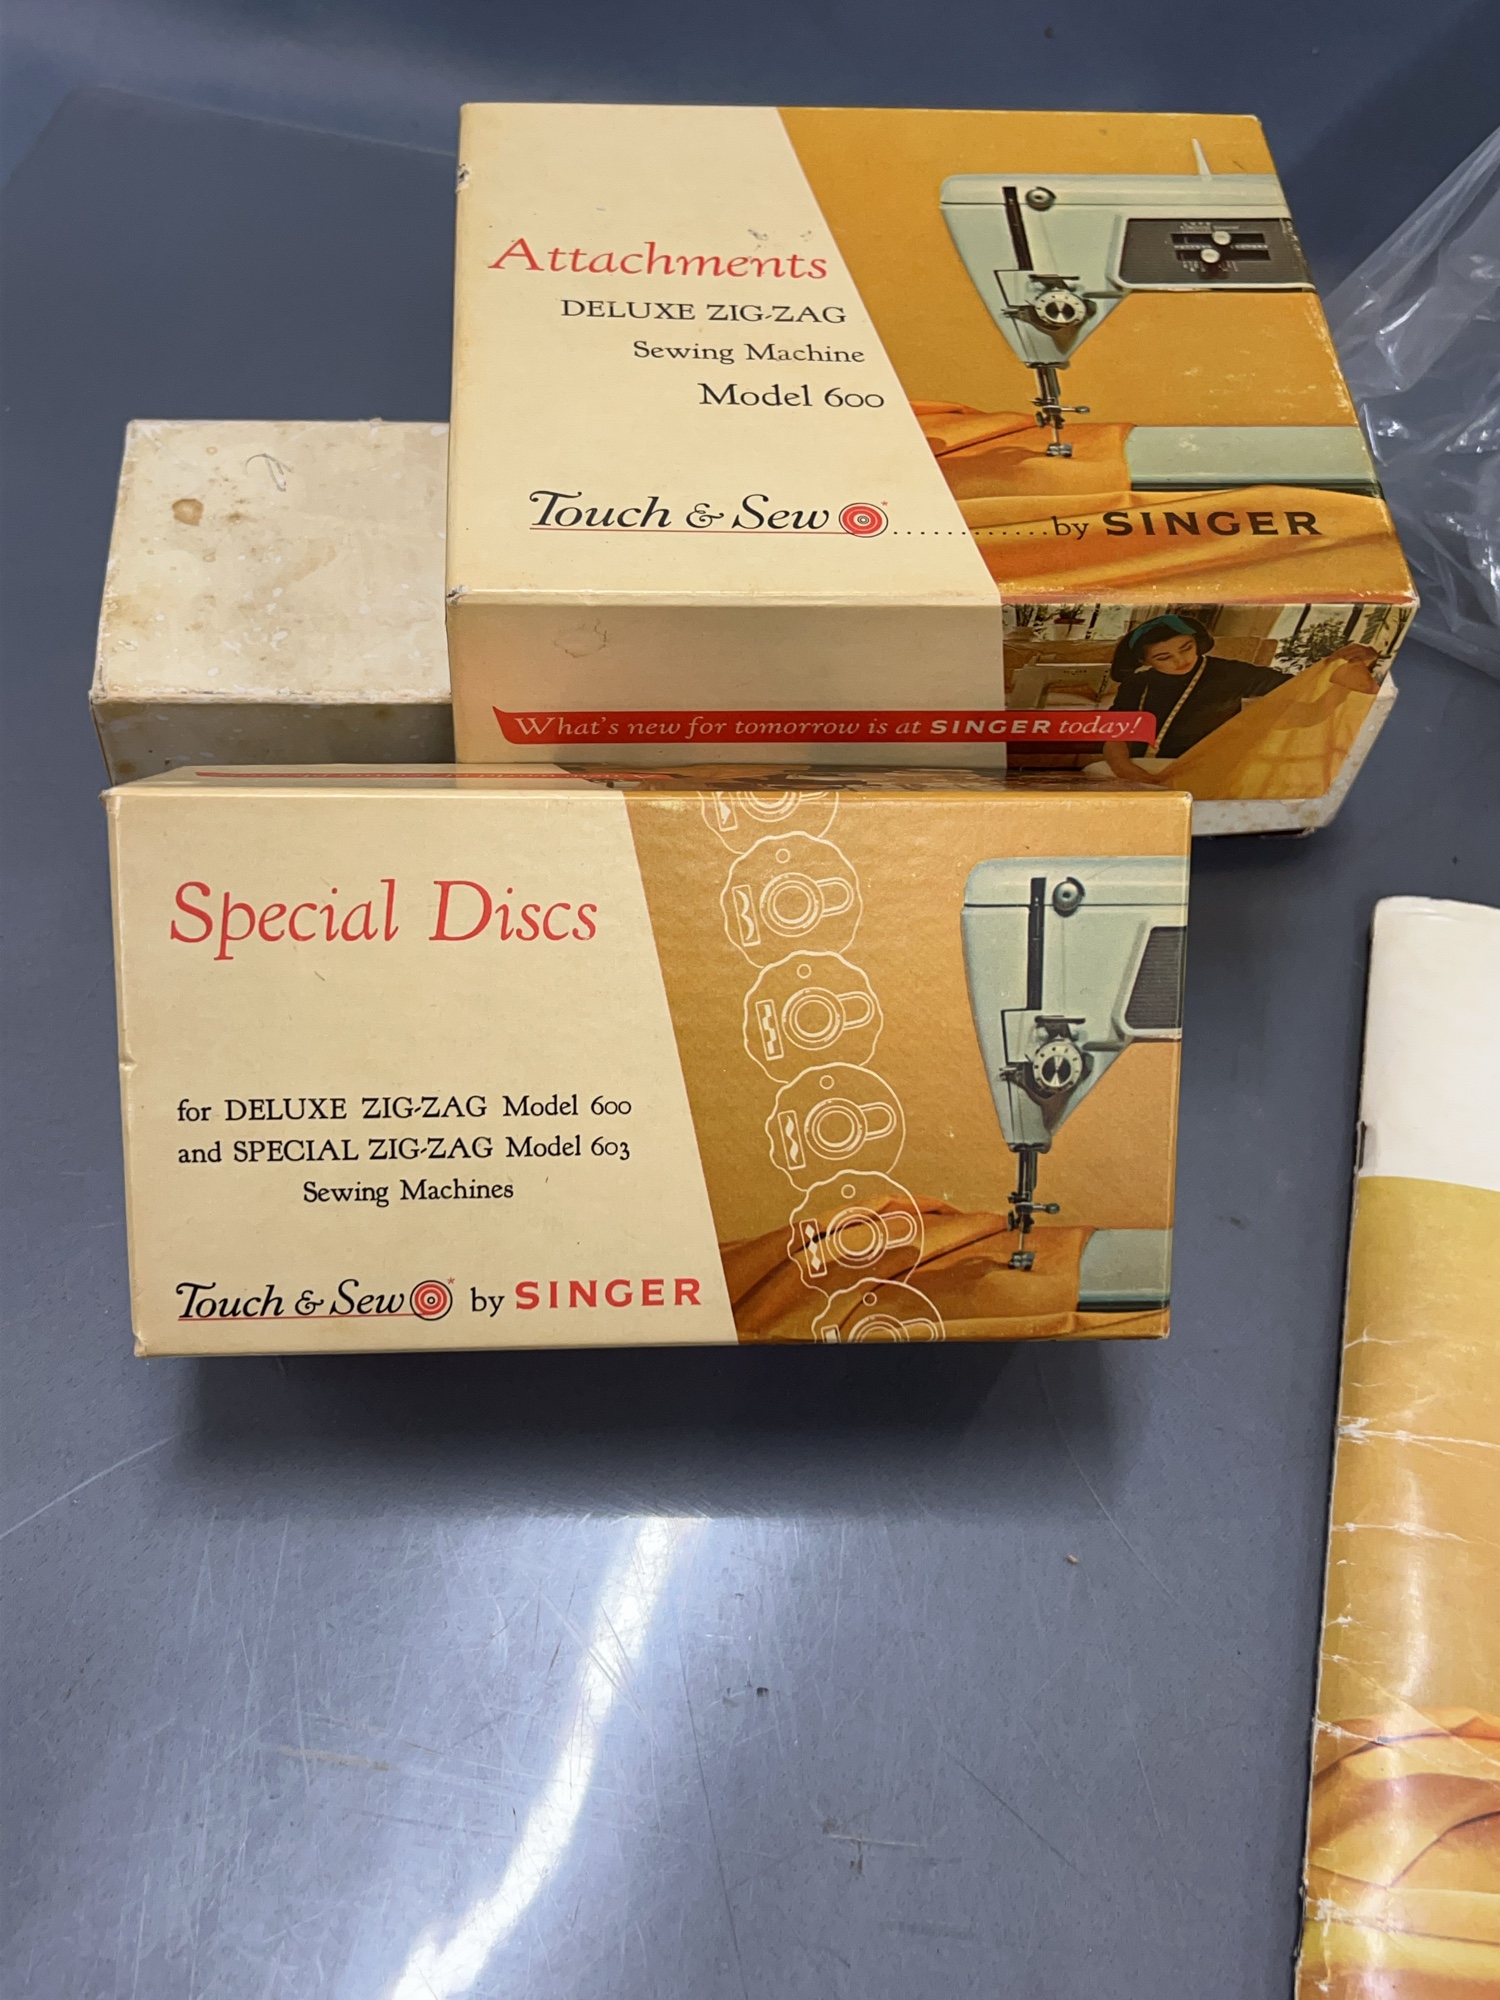 Attachments
DELUXE ZIG-ZAG
Sewing Machine
Model 600
Touch & Sew * ............by SINGER
What's new for tomorrow is at SINGER today!
Special Discs
for DELUXE ZIG-ZAG Model 600
and SPECIAL ZIG-ZAG Model 603
Sewing Machines
Touch & Sew * by SINGER